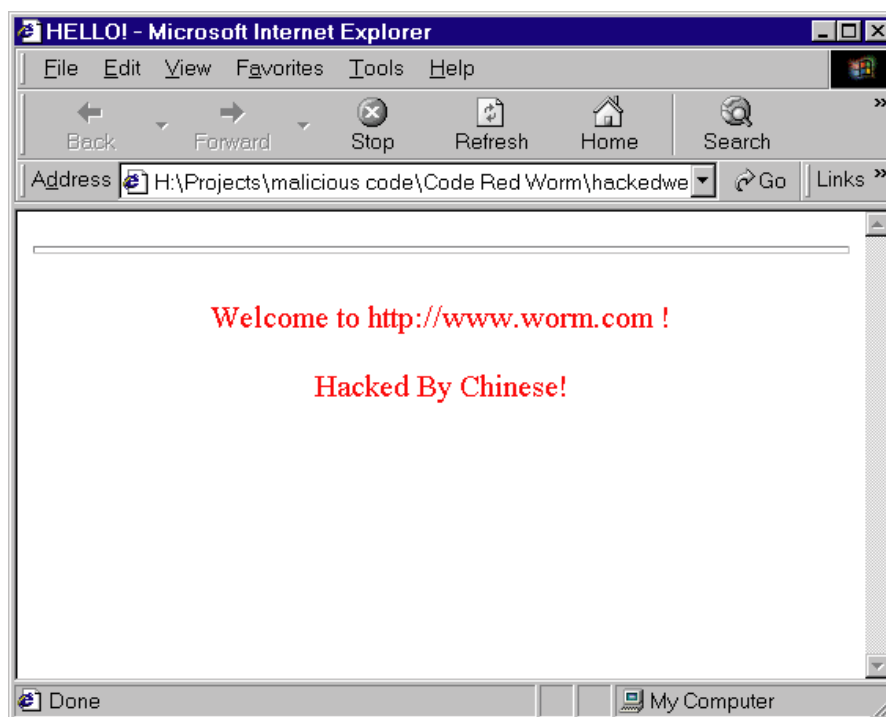 HELLO! - Microsoft Internet Explorer
File Edit View Favorites Tools Help
Back Forward Stop Refresh Home Search »
Address H:\Projects\malicious code\Code Red Worm\hackedwe Go Links »
Welcome to http://www.worm.com !
Hacked By Chinese!
Done My Computer